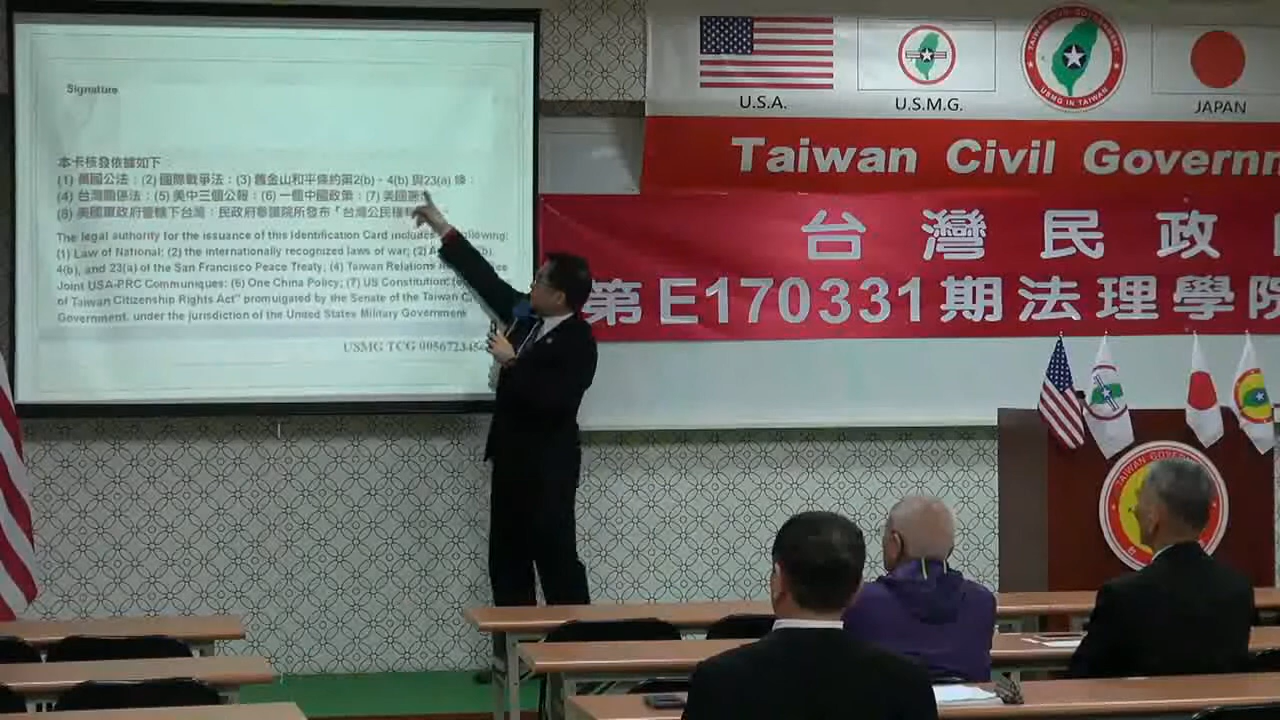 Signature
本卡核發依據如下:
(1) 萬國公法;(2) 國際戰爭法;(3) 舊金山和平條約第2(b)、4(b) 與23(a) 條;
(4) 台灣關係法;(5) 美中三個公報;(6) 一個中國政策;(7) 美國憲
(8) 美國軍政府管轄下台灣 民政府參議院所發布「台灣公民權
The legal authority for the issuance of this Identification Card includes
(1) Law of National; (2) the internationally recognized laws of war; (2)
4(b), and 23(a) of the San Francisco Peace Treaty; (4) Taiwan Relations
Joint USA-PRC Communiques; (6) One China Policy; (7) US Constitution;
of Taiwan Citizenship Rights Act" promuigated by the Senate of the Taiwan
Government, under the jurisdiction of the United States Military Government
USMG TCG
U.S.A.
U.S.M.G.
TAIWAN CIVIL GOVERNMENT
USMG IN TAIWAN
JAPAN
Taiwan Civil Governm
台灣民政
第E170331期法理學院
TAIWAN GOVERN